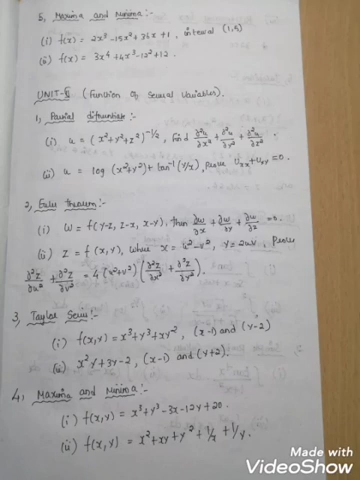 5, Maxima and Minima :-
(i) f(x) = 2x³ - 15x² + 36x + 1, interval (1,5)
(ii) f(x) = 3x⁴ + 4x³ - 12x² + 12.
UNIT-5 (Function of Several Variables).
1, Partial differentiate :-
(i) u = (x²+y²+z²)^(-1/2), Find ∂²u/∂x² + ∂²u/∂y² + ∂²u/∂z²
(ii) u = log (x²+y²) + tan⁻¹ (y/x), Prove Uxx + Uyy = 0.
2, Euler theorem :-
(i) W = f(y-z, z-x, x-y), then ∂w/∂x + ∂w/∂y + ∂w/∂z = 0.
(ii) Z = f(x,y), where x = u²-v², y = 2uv, Prove
∂²z/∂u² + ∂²z/∂v² = 4(u²+v²) (∂²z/∂x² + ∂²z/∂y²).
3, Taylor Series :-
(i) f(x,y) = x³+y³+xy², (x-1) and (y-2)
(ii) x²y+3y-2, (x-1) and (y+2).
4, Maxima and Minima :-
(i) f(x,y) = x³+y³-3x-12y+20.
(ii) f(x,y) = x²+xy+y²+1/x+1/y.
Made with
VideoShow